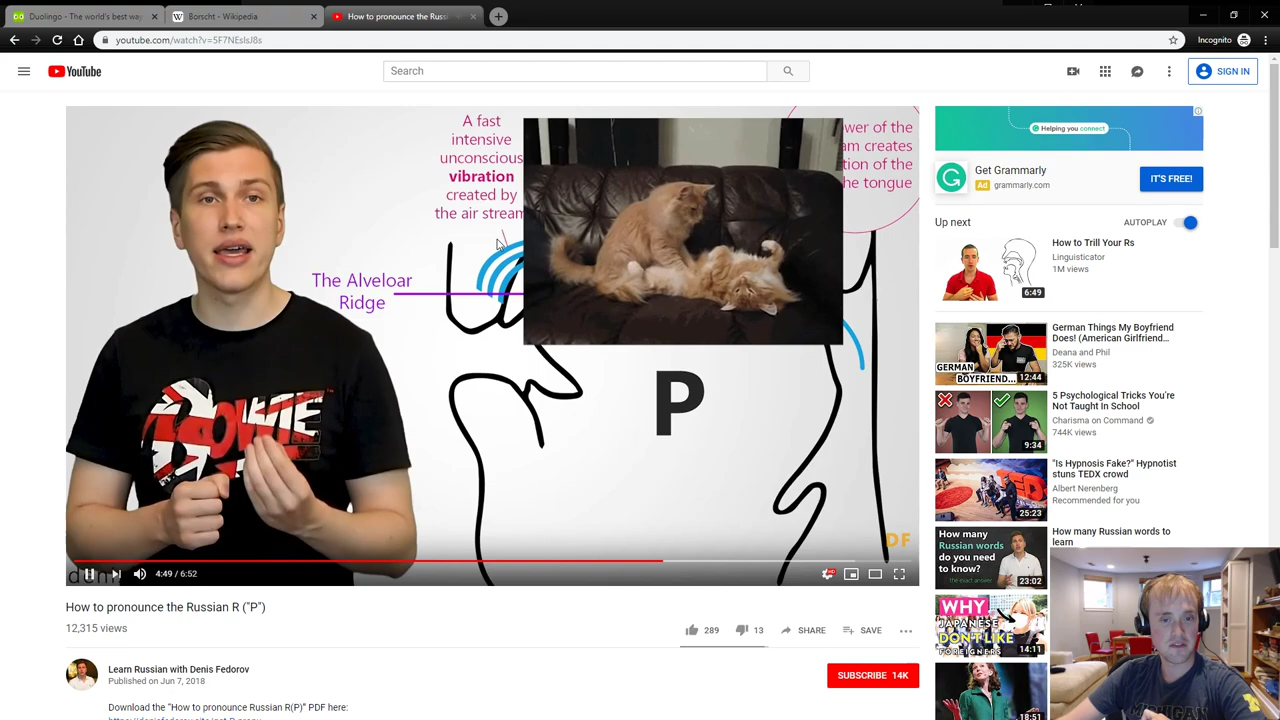 Duolingo - The world's best way
Borscht - Wikipedia
How to pronounce the Russ
youtube.com/watch?v=5F7NEsIsJ8s
Incognito
YouTube
Search
SIGN IN
A fast
intensive
unconscious
vibration
created by
the air stream
The Alveolar
Ridge
wer of the
am creates
tion of the
he tongue
P
DF
4:49 / 6:52
HD
How to pronounce the Russian R ("P")
12,315 views
289
13
SHARE
SAVE
Learn Russian with Denis Fedorov
Published on Jun 7, 2018
SUBSCRIBE 14K
Download the "How to pronounce Russian R(P)" PDF here:
Helping you connect
Get Grammarly
Ad grammarly.com
IT'S FREE!
Up next
AUTOPLAY
How to Trill Your Rs
Linguisticator
1M views
6:49
German Things My Boyfriend
Does! (American Girlfriend...
Deana and Phil
325K views
GERMAN
BOYFRIEND...
12:44
5 Psychological Tricks You're
Not Taught In School
Charisma on Command
744K views
9:34
"Is Hypnosis Fake?" Hypnotist
stuns TEDX crowd
Albert Nerenberg
Recommended for you
25:23
How many Russian words to
learn
How many
Russian words
do you
need to
know?
the exact answer
23:02
WHY
JAPANESE
DON'T LIKE
FOREIGNERS
14:11
18:51